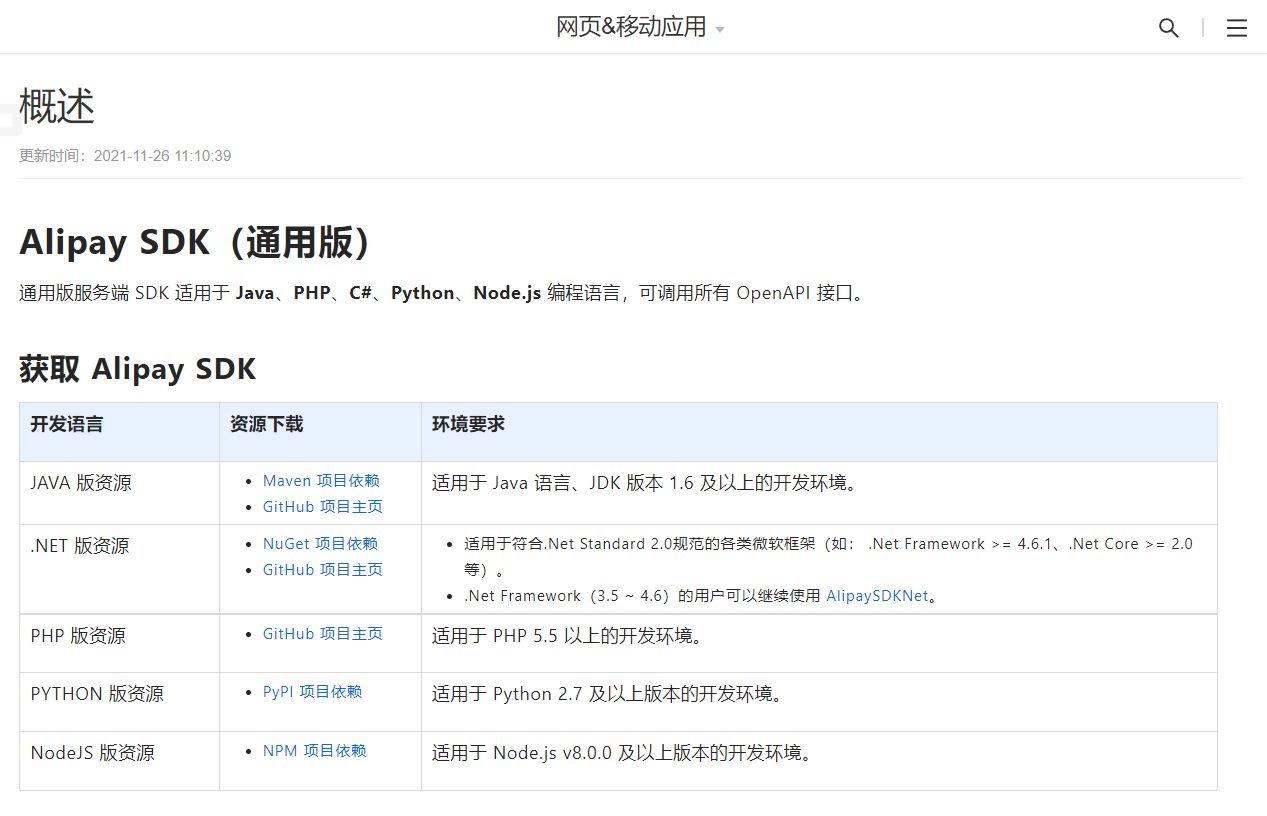 网页&移动应用
概述
更新时间：2021-11-26 11:10:39
Alipay SDK（通用版）
通用版服务端 SDK 适用于 Java、PHP、C#、Python、Node.js 编程语言，可调用所有 OpenAPI 接口。
获取 Alipay SDK
开发语言 资源下载 环境要求
JAVA 版资源
Maven 项目依赖
GitHub 项目主页
适用于 Java 语言、JDK 版本 1.6 及以上的开发环境。
.NET 版资源
NuGet 项目依赖
GitHub 项目主页
适用于符合.Net Standard 2.0规范的各类微软框架（如： .Net Framework >= 4.6.1、.Net Core >= 2.0
等）。
.Net Framework（3.5 ~ 4.6）的用户可以继续使用 AlipaySDKNet。
PHP 版资源
GitHub 项目主页
适用于 PHP 5.5 以上的开发环境。
PYTHON 版资源
PyPI 项目依赖
适用于 Python 2.7 及以上版本的开发环境。
NodeJS 版资源
NPM 项目依赖
适用于 Node.js v8.0.0 及以上版本的开发环境。